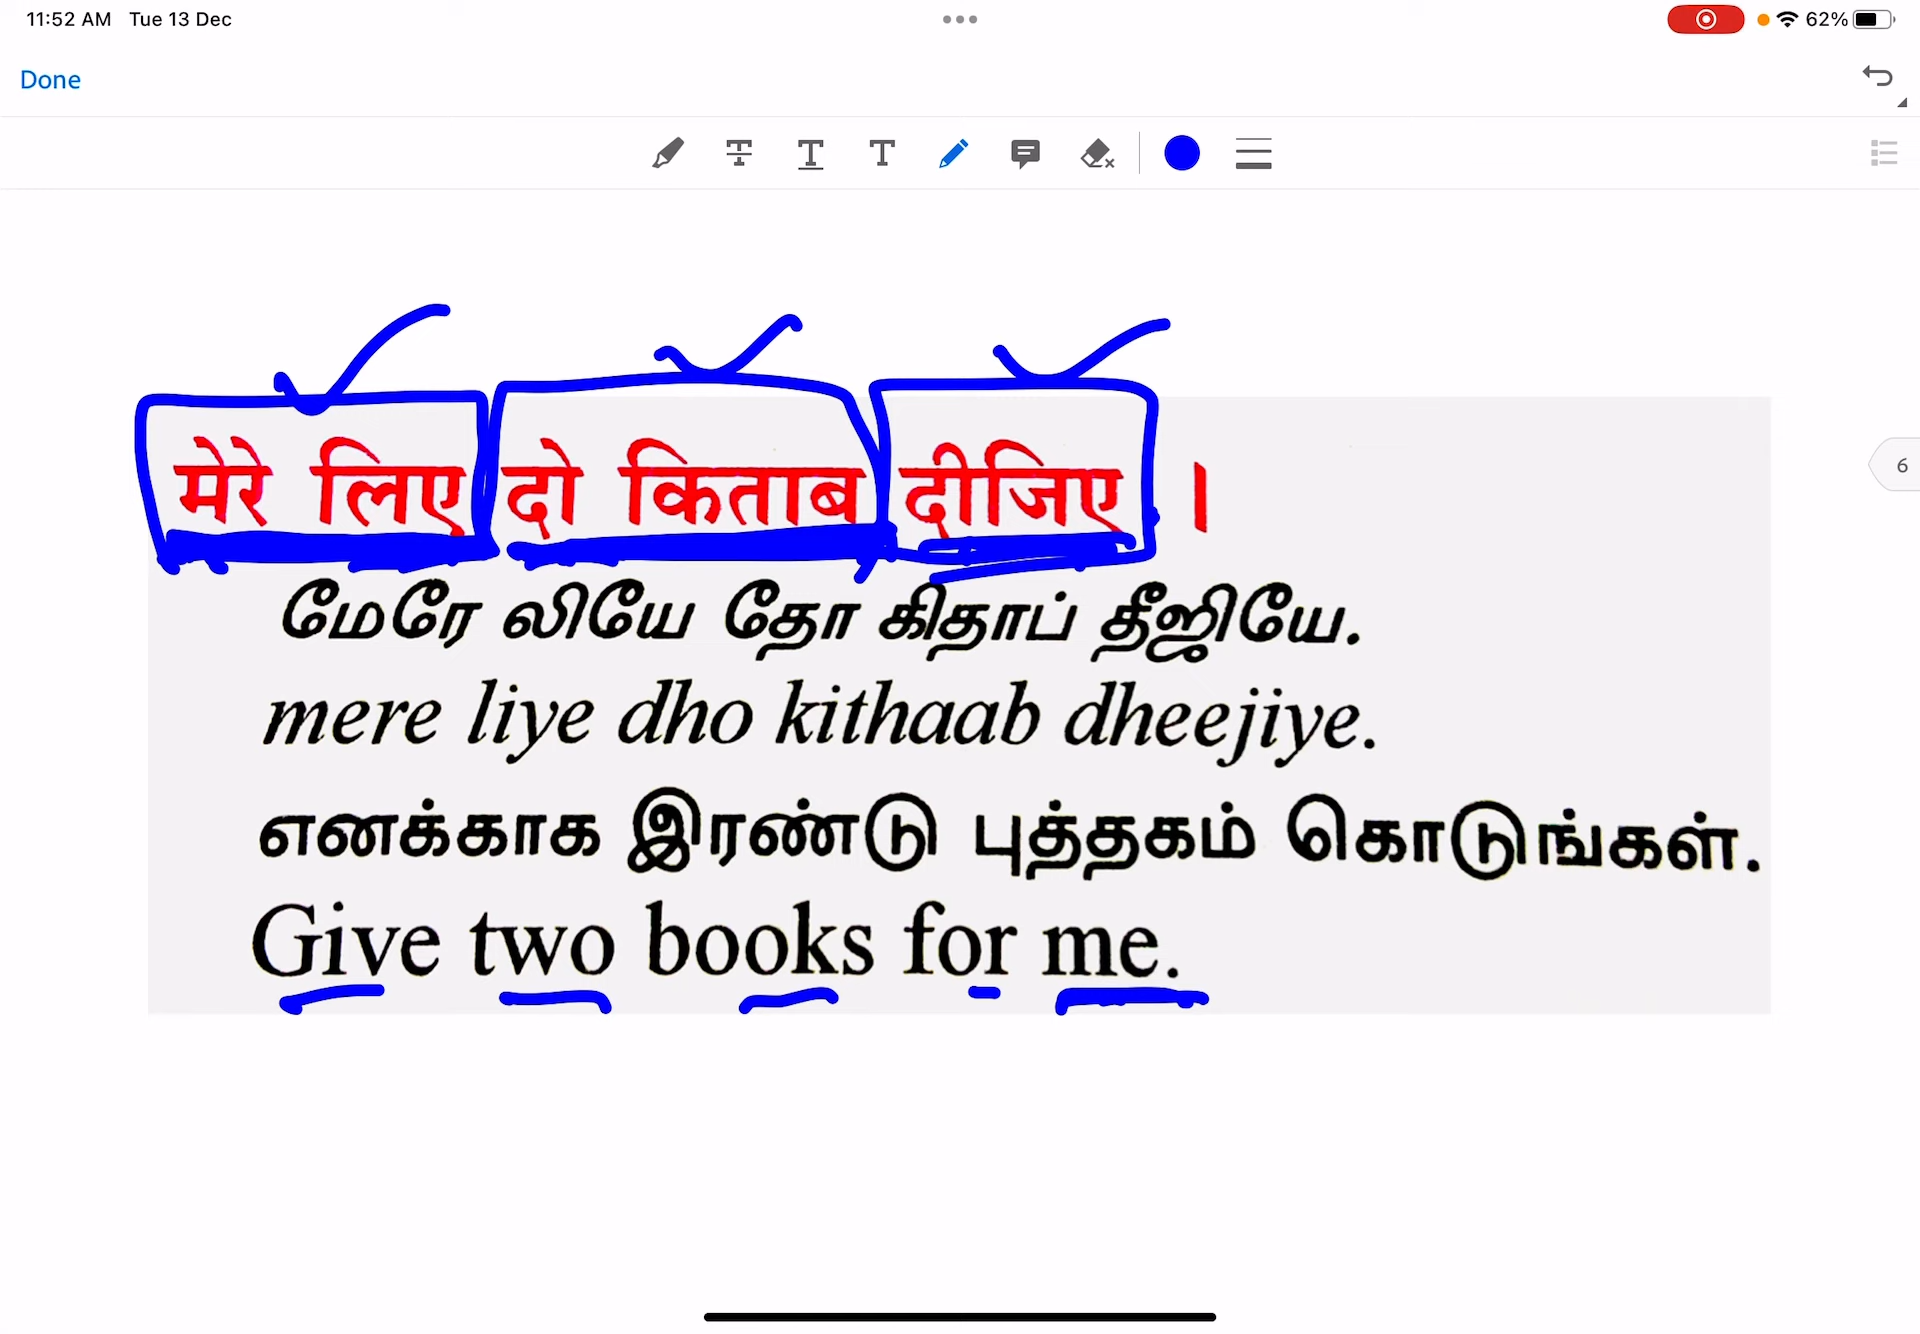 11:52 AM Tue 13 Dec
62%
Done
मेरे लिए दो किताब दीजिए ।
6
மேரே லியே தோ கிதாப் தீஜியே.
mere liye dho kithaab dheejiye.
எனக்காக இரண்டு புத்தகம் கொடுங்கள்.
Give two books for me.